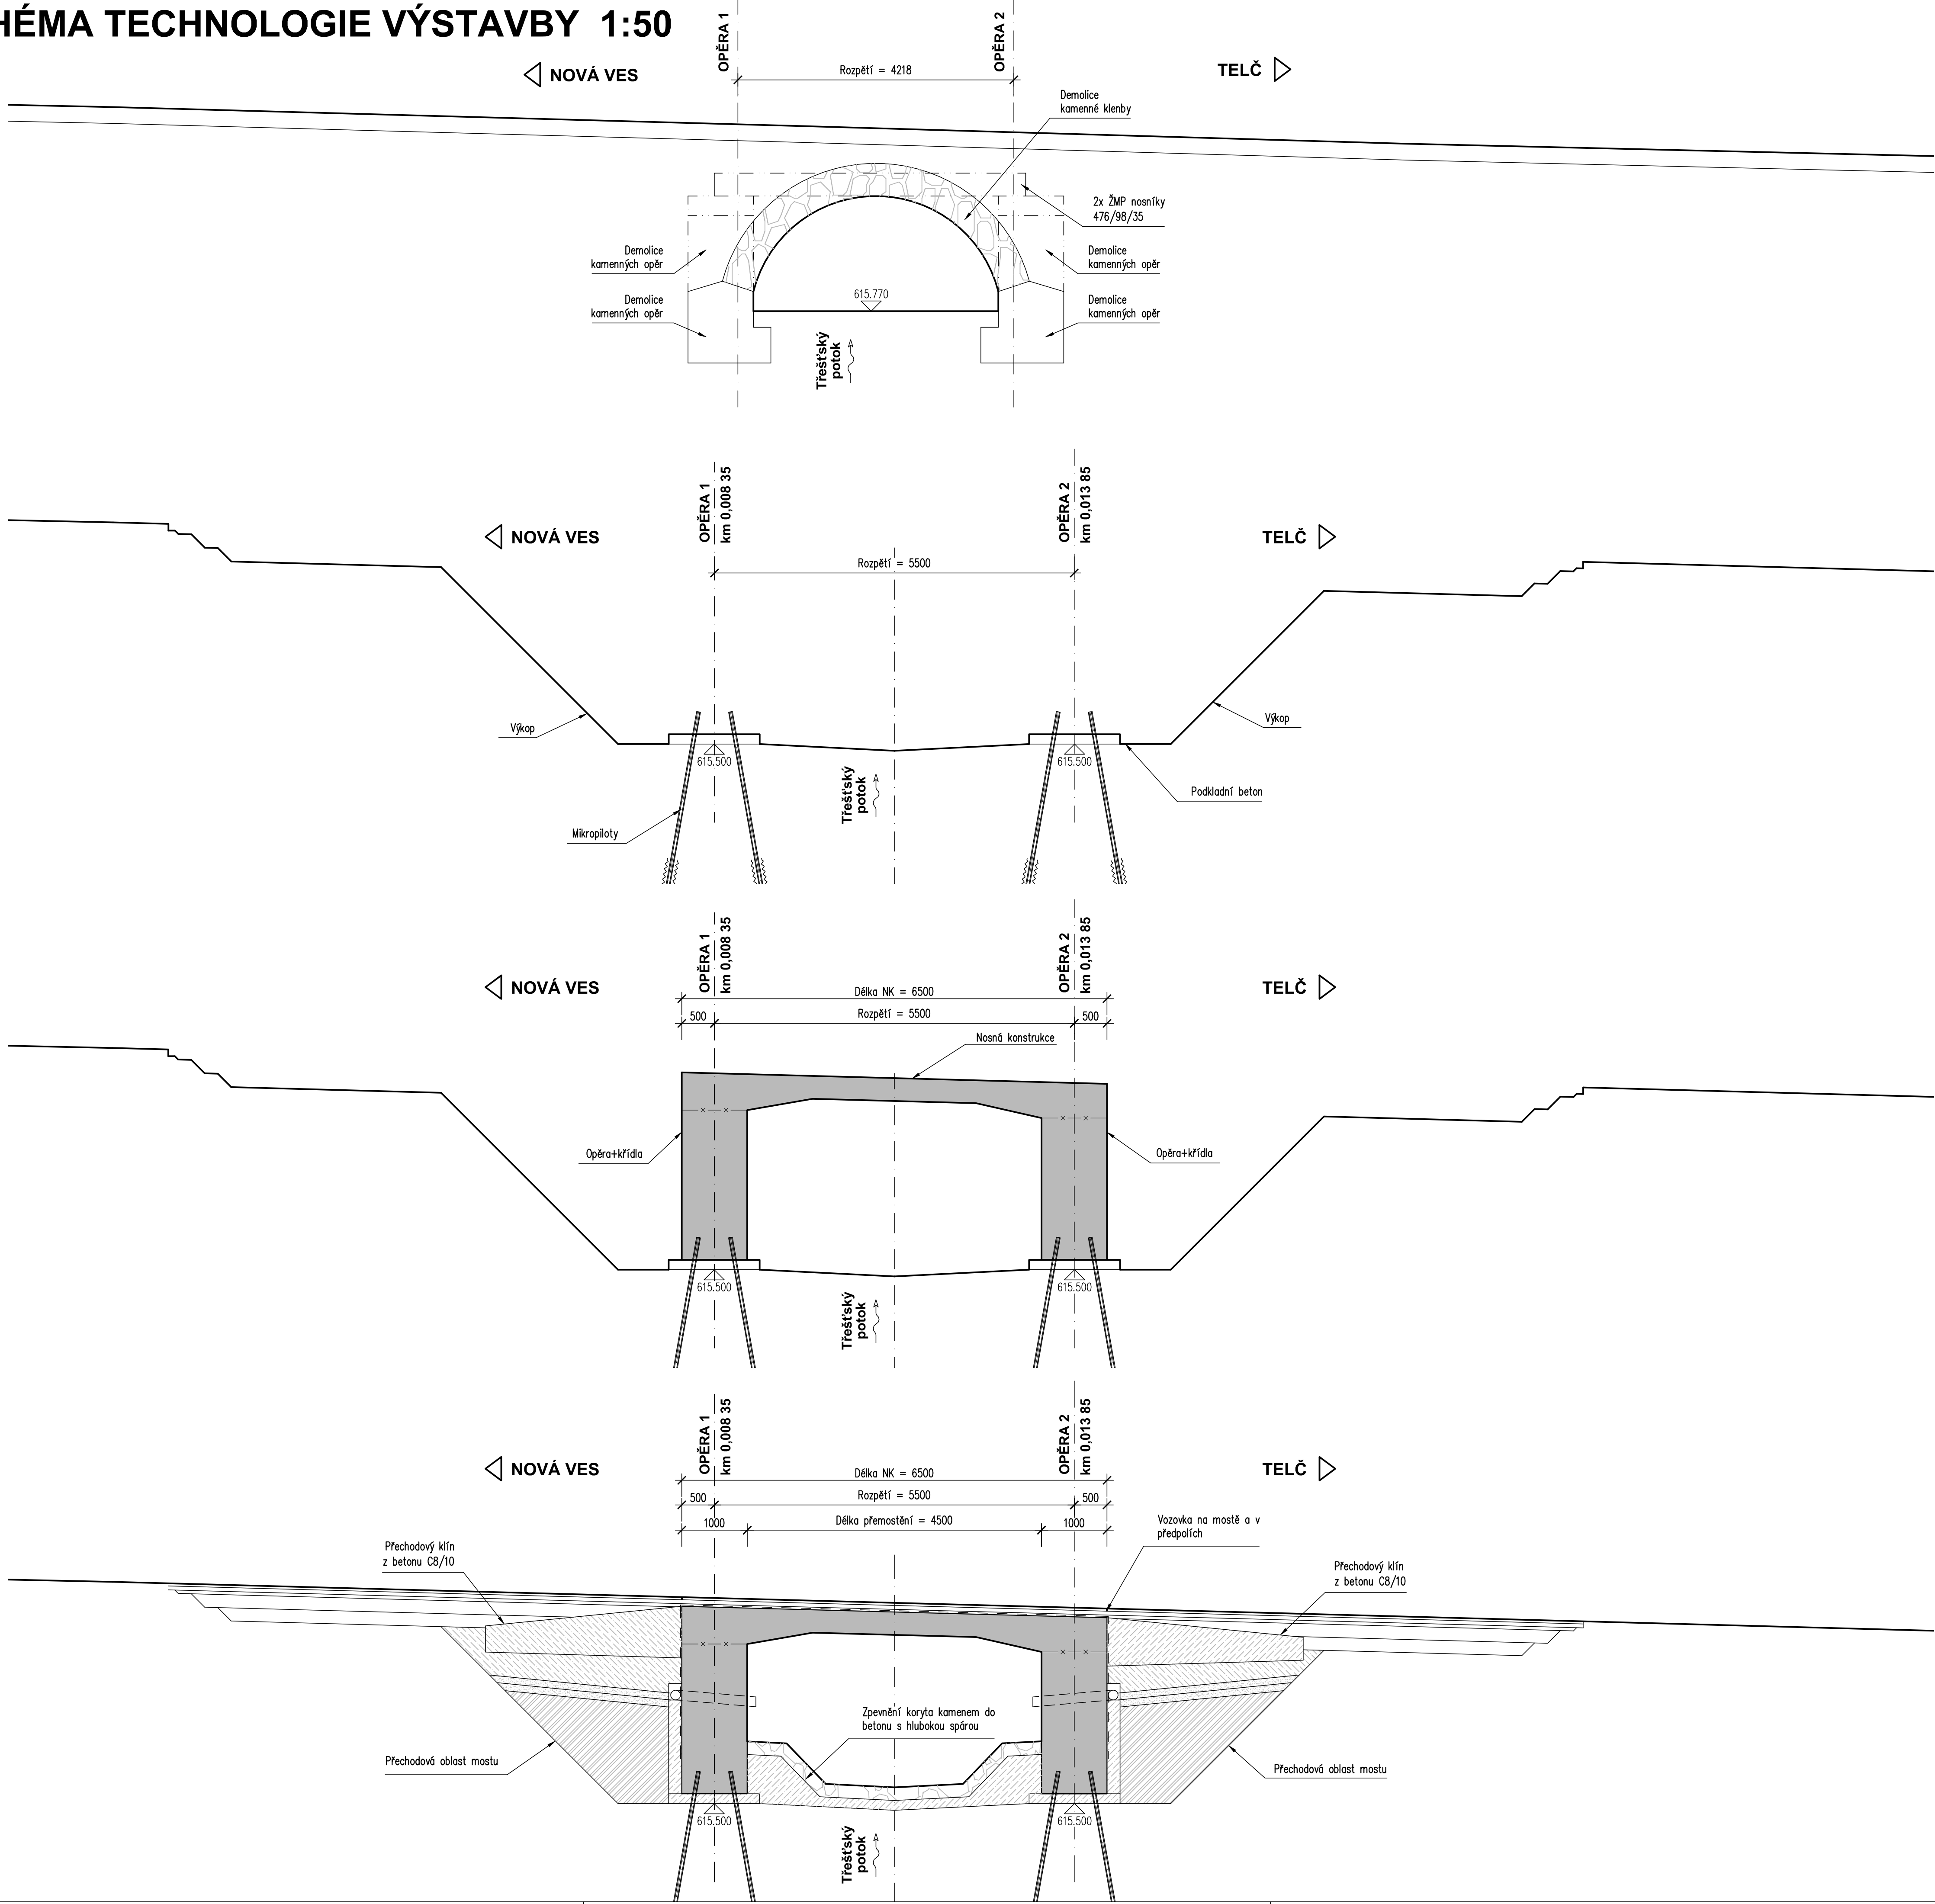 HÉMA TECHNOLOGIE VÝSTAVBY 1:50
OPĚRA 1
OPĚRA 2
NOVÁ VES
TELČ
Rozpětí = 4218
Demolice
kamenné klenby
2x ŽMP nosníky
476/98/35
Demolice
kamenných opěr
Demolice
kamenných opěr
Demolice
kamenných opěr
Demolice
kamenných opěr
615.770
Třešťský
potok
OPĚRA 1
km 0,008 35
OPĚRA 2
km 0,013 85
NOVÁ VES
TELČ
Rozpětí = 5500
Výkop
Výkop
615.500
615.500
Třešťský
potok
Podkladní beton
Mikropiloty
OPĚRA 1
km 0,008 35
OPĚRA 2
km 0,013 85
NOVÁ VES
TELČ
Délka NK = 6500
500
Rozpětí = 5500
500
Nosná konstrukce
Opěra+křídla
Opěra+křídla
615.500
615.500
Třešťský
potok
OPĚRA 1
km 0,008 35
OPĚRA 2
km 0,013 85
NOVÁ VES
TELČ
Délka NK = 6500
500
Rozpětí = 5500
500
1000
Délka přemostění = 4500
1000
Vozovka na mostě a v
předpolích
Přechodový klín
z betonu C8/10
Přechodový klín
z betonu C8/10
Zpevnění koryta kamenem do
betonu s hlubokou spárou
Přechodová oblast mostu
Přechodová oblast mostu
615.500
615.500
Třešťský
potok